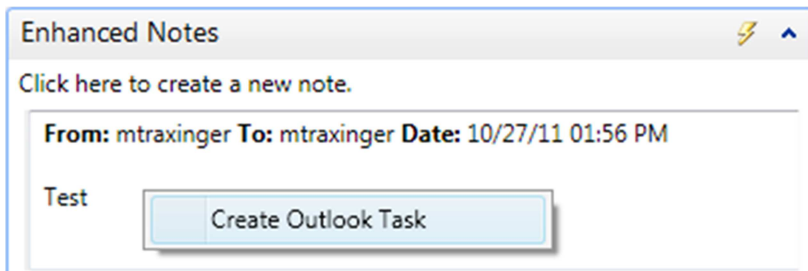 Enhanced Notes
Click here to create a new note.
From: mtraxinger To: mtraxinger Date: 10/27/11 01:56 PM
Test
Create Outlook Task